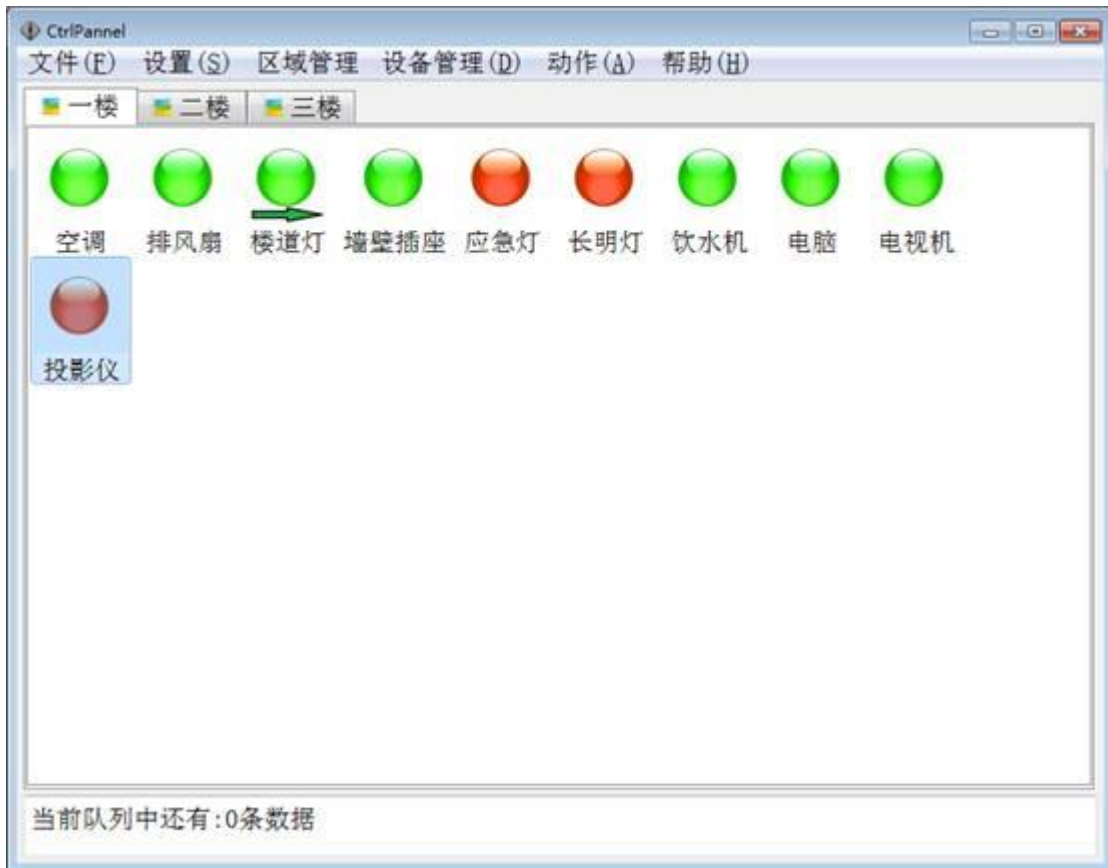 CtrlPannel
文件(F) 设置(S) 区域管理 设备管理(D) 动作(A) 帮助(H)
一楼 二楼 三楼
空调 排风扇 楼道灯 墙壁插座 应急灯 长明灯 饮水机 电脑 电视机
投影仪
当前队列中还有:0条数据